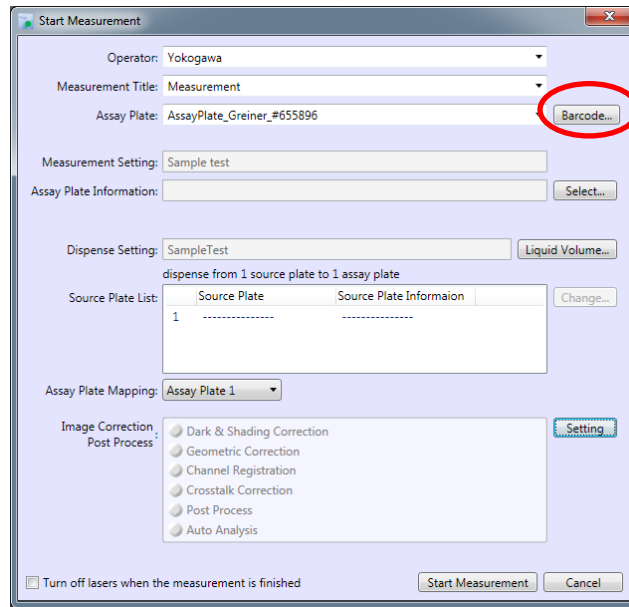 Start Measurement
Operator: Yokogawa
Measurement Title: Measurement
Assay Plate: AssayPlate_Greiner_#655896 Barcode...
Measurement Setting: Sample test
Assay Plate Information: Select...
Dispense Setting: SampleTest Liquid Volume...
dispense from 1 source plate to 1 assay plate
Source Plate List: Source Plate Source Plate Informaion Change...
1 --------------- ---------------
Assay Plate Mapping: Assay Plate 1
Image Correction Post Process : Setting
Dark & Shading Correction
Geometric Correction
Channel Registration
Crosstalk Correction
Post Process
Auto Analysis
Turn off lasers when the measurement is finished Start Measurement Cancel